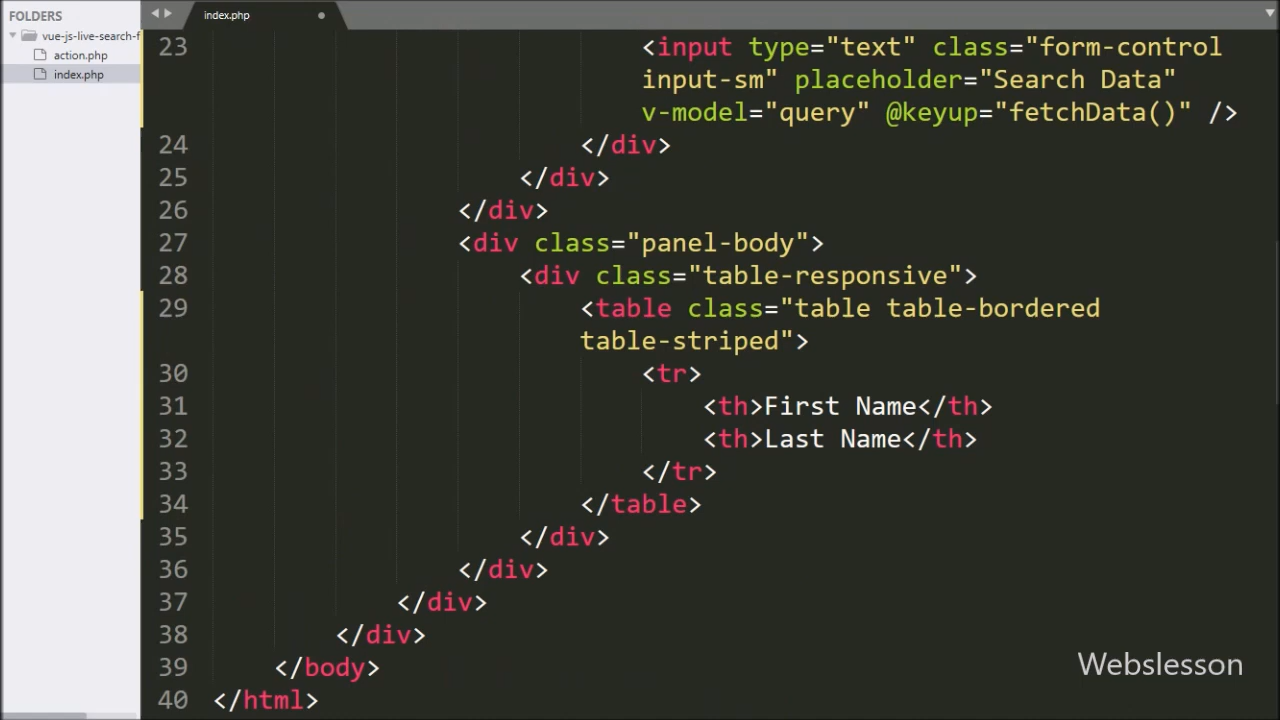 FOLDERS
vue-js-live-search-f
action.php
index.php
index.php
23 <input type="text" class="form-control
input-sm" placeholder="Search Data"
v-model="query" @keyup="fetchData()" />
24 </div>
25 </div>
26 </div>
27 <div class="panel-body">
28 <div class="table-responsive">
29 <table class="table table-bordered
table-striped">
30 <tr>
31 <th>First Name</th>
32 <th>Last Name</th>
33 </tr>
34 </table>
35 </div>
36 </div>
37 </div>
38 </div>
39 </body>
40 </html>
Webslesson